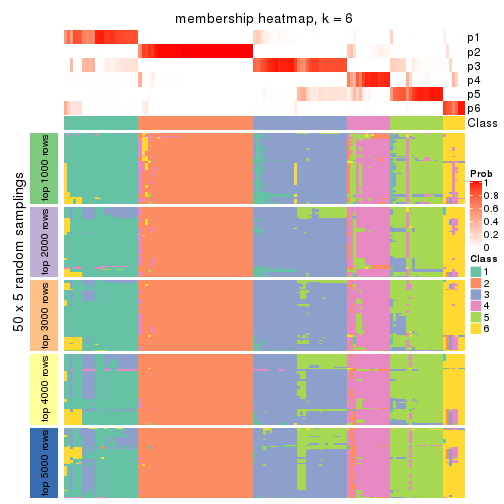 membership heatmap, k = 6
p1
p2
p3
p4
p5
p6
Class
50 x 5 random samplings
top 1000 rows
top 2000 rows
top 3000 rows
top 4000 rows
top 5000 rows
Prob
1
0.8
0.6
0.4
0.2
0
Class
1
2
3
4
5
6